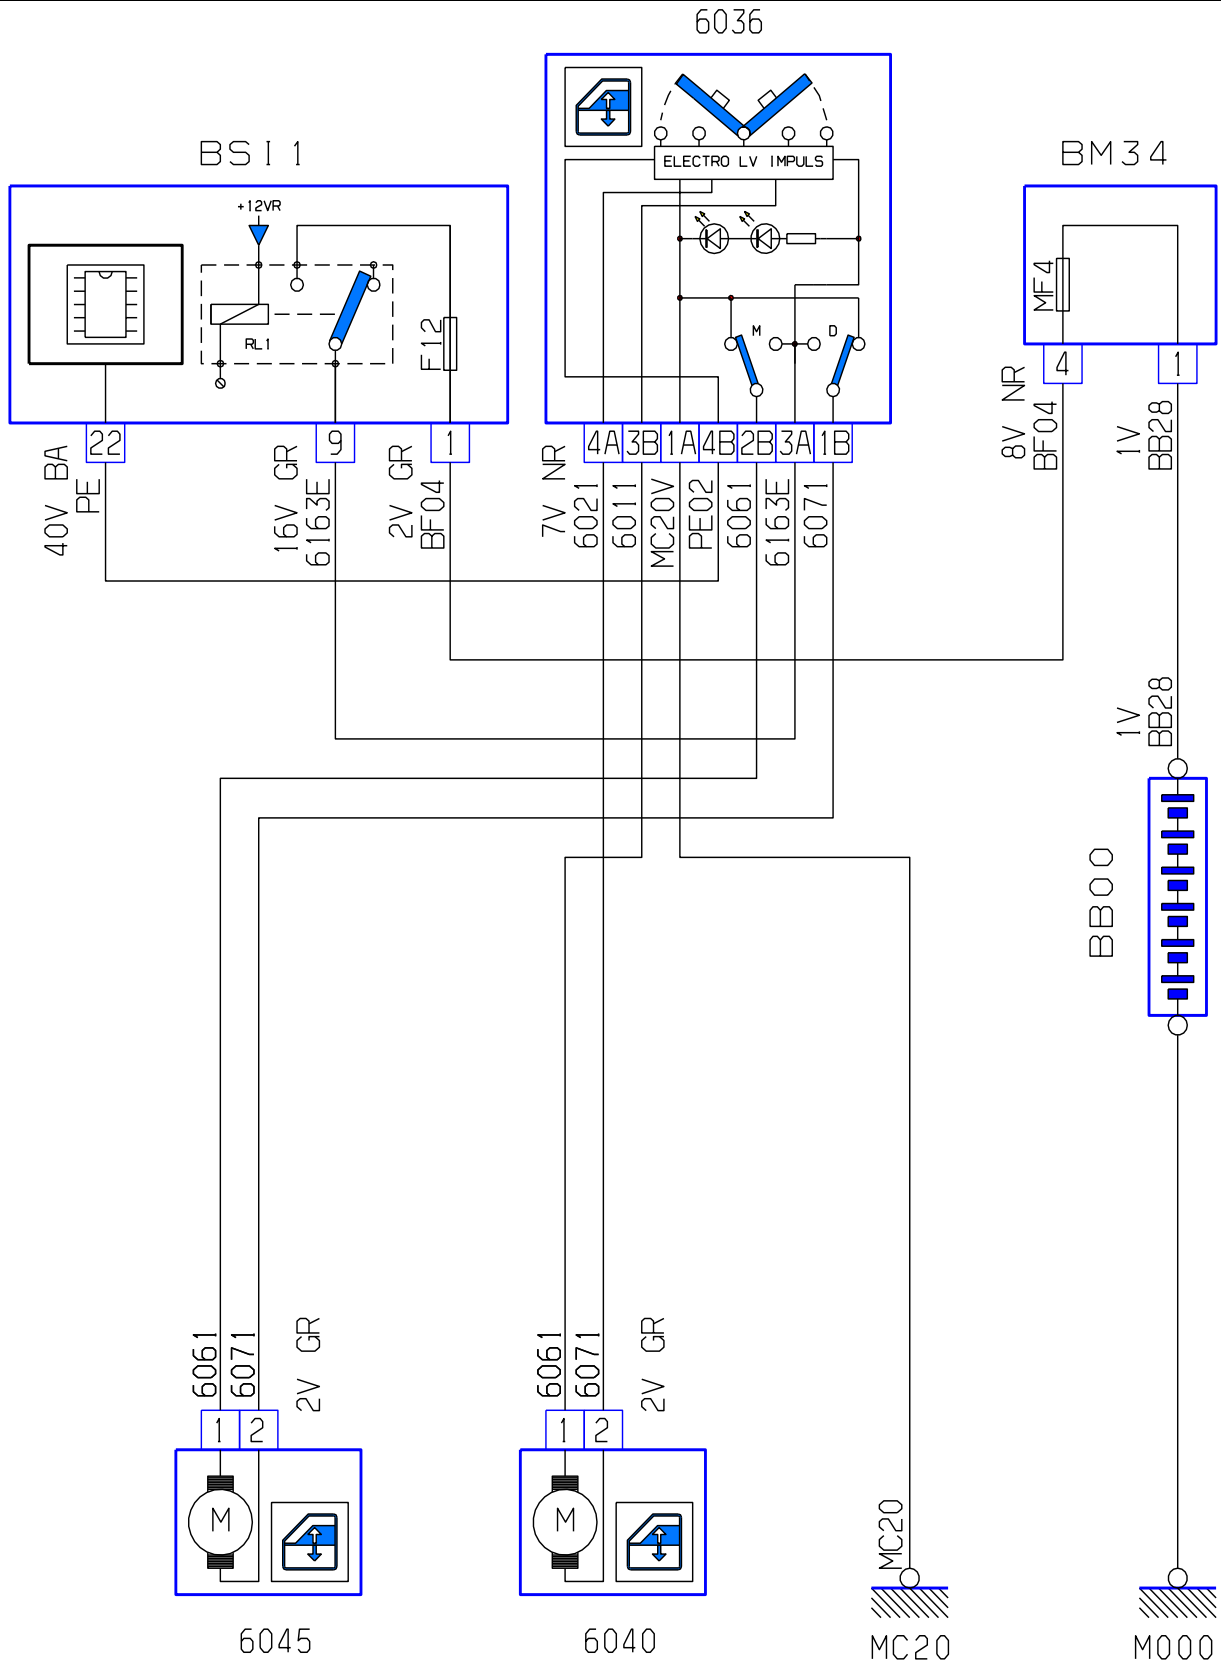 6036
BSI1
BM34
ELECTRO LV IMPULS
+12VR
RL1
F12
MF4
M
D
22
9
1
4A
3B
1A
4B
2B
3A
1B
4
1
40V BA
PE
16V GR
6163E
2V GR
BF04
7V NR
6021
6011
MC20V
PE02
6061
6163E
6071
8V NR
BF04
1V
BB28
1V
BB28
BB00
6061
6071
2V GR
6061
6071
2V GR
1
2
1
2
M
M
MC20
6045
6040
MC20
M000